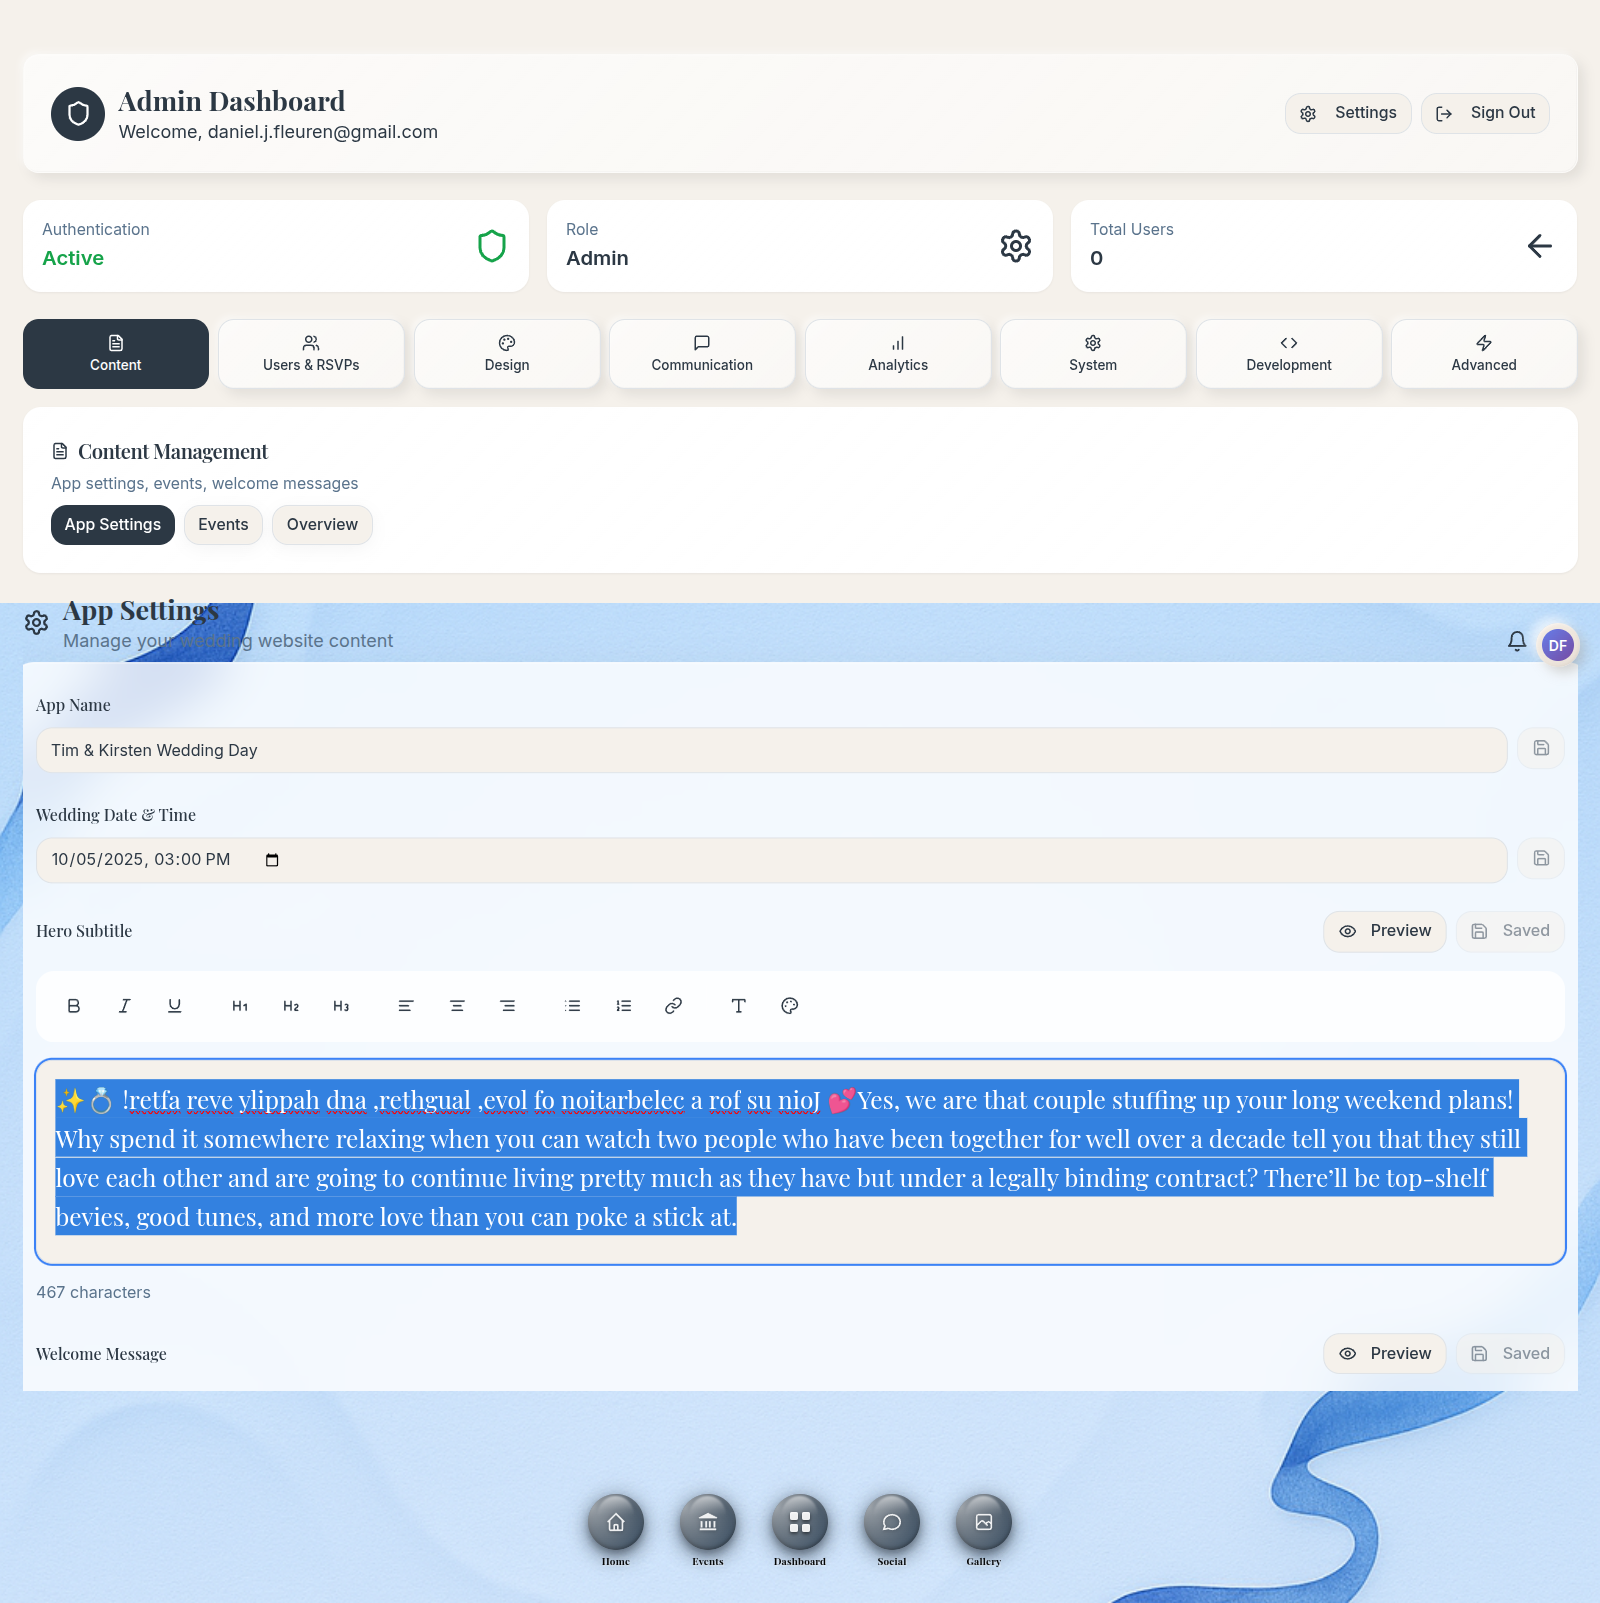 Admin Dashboard
Welcome, daniel.j.fleuren@gmail.com
Settings
Sign Out
Authentication
Active
Role
Admin
Total Users
0
Content
Users & RSVPs
Design
Communication
Analytics
System
Development
Advanced
Content Management
App settings, events, welcome messages
App Settings
Events
Overview
App Settings
Manage your wedding website content
DF
App Name
Tim & Kirsten Wedding Day
Wedding Date & Time
10/05/2025, 03:00 PM
Hero Subtitle
Preview
Saved
B I U H1 H2 H3 T
✨💍 !retfa reve ylippah dna ,rethgual ,evol fo noitarbelec a rof su nioJ 💕Yes, we are that couple stuffing up your long weekend plans!
Why spend it somewhere relaxing when you can watch two people who have been together for well over a decade tell you that they still
love each other and are going to continue living pretty much as they have but under a legally binding contract? There’ll be top-shelf
bevies, good tunes, and more love than you can poke a stick at.
467 characters
Welcome Message
Preview
Saved
Home
Events
Dashboard
Social
Gallery